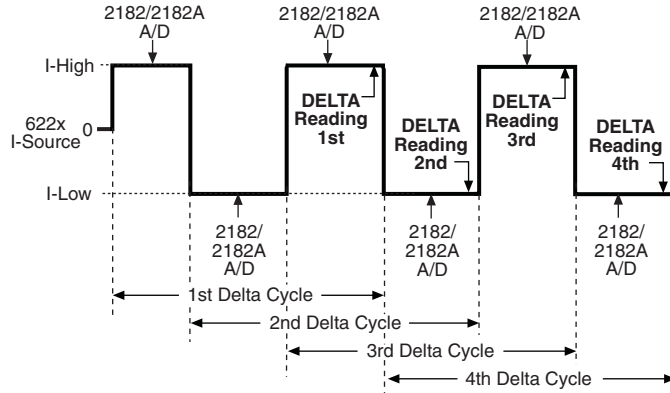 2182/2182A
A/D
2182/2182A
A/D
2182/2182A
A/D
I-High
622x
I-Source
0
I-Low
DELTA
Reading
1st
DELTA
Reading
2nd
DELTA
Reading
3rd
DELTA
Reading
4th
2182/
2182A
A/D
2182/
2182A
A/D
2182/
2182A
A/D
1st Delta Cycle
2nd Delta Cycle
3rd Delta Cycle
4th Delta Cycle